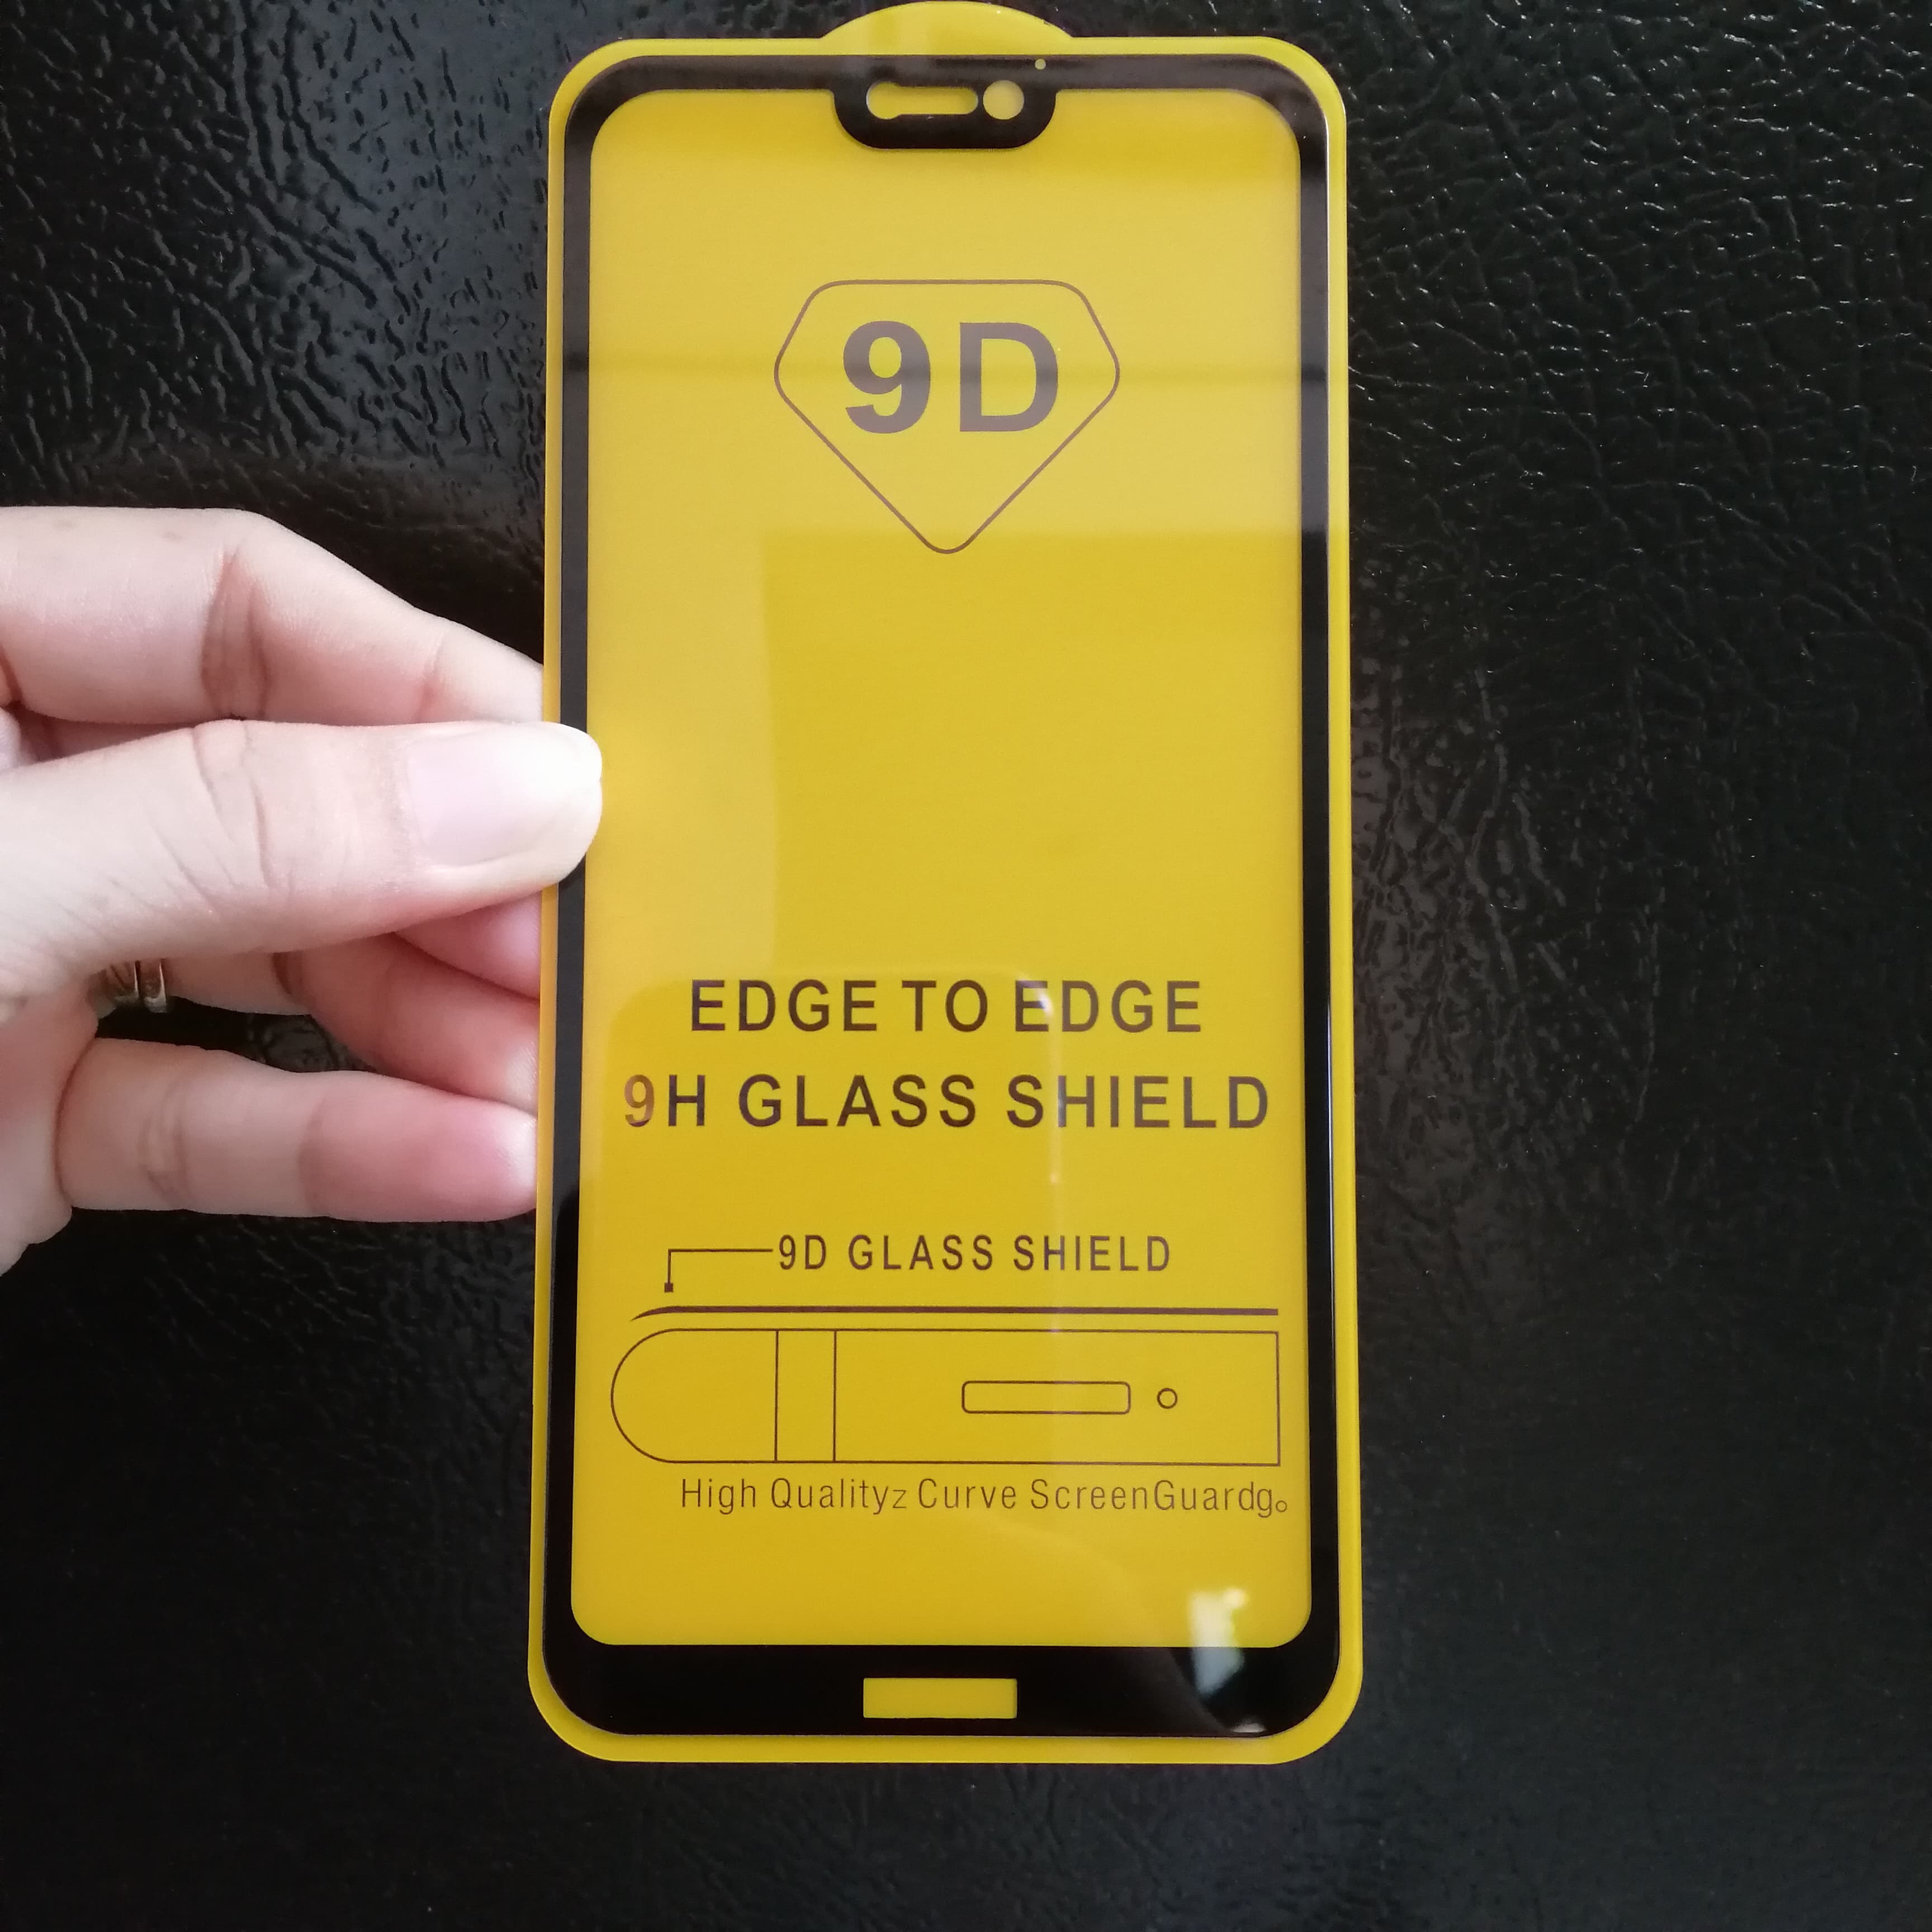 9D
EDGE TO EDGE
9H GLASS SHIELD
9D GLASS SHIELD
High Qualityz Curve ScreenGuardg。